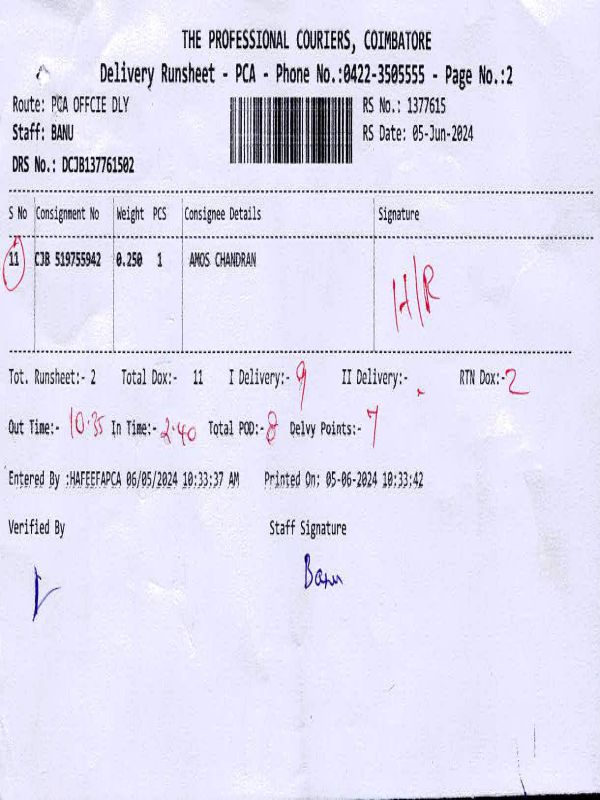 THE PROFESSIONAL COURIERS, COIMBATORE
Delivery Runsheet - PCA - Phone No.:0422-3505555 - Page No.:2
Route: PCA OFFCIE DLY
RS No.: 1377615
Staff: BANU
RS Date: 05-Jun-2024
DRS No.: DCJB137761502
S No Consignment No Weight PCS Consignee Details Signature
11 CJB 519755942 0.250 1 AMOS CHANDRAN H/R
Tot. Runsheet:- 2 Total Dox:- 11 I Delivery:- 9 II Delivery:- RTN Dox:- 2
Out Time:- 10.35 In Time:- 2.40 Total POD:- 8 Delvy Points:- 7
Entered By :HAFEEFAPCA 06/05/2024 10:33:37 AM Printed On: 05-06-2024 10:33:42
Verified By Staff Signature
Banu